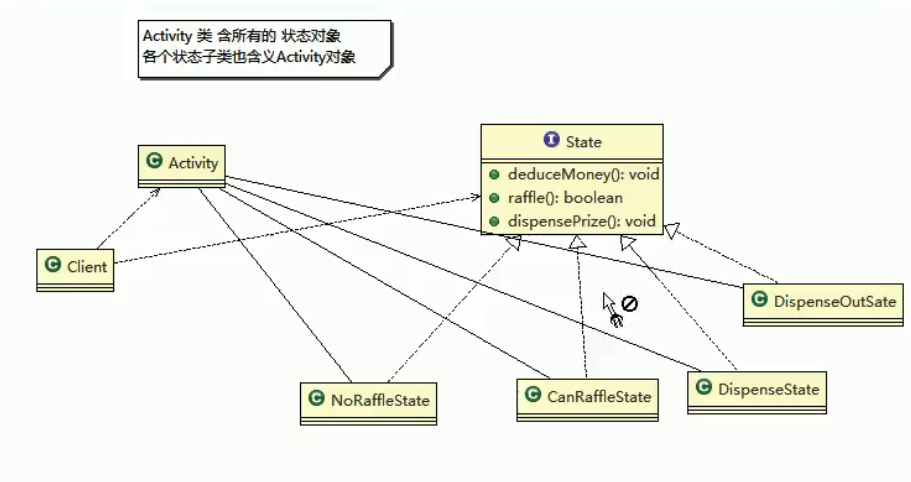 Activity 类 含所有的 状态对象
各个状态子类也含义Activity对象
I State
deduceMoney(): void
raffle(): boolean
dispensePrize(): void
C Activity
C Client
C DispenseOutSate
C NoRaffleState
C CanRaffleState
C DispenseState